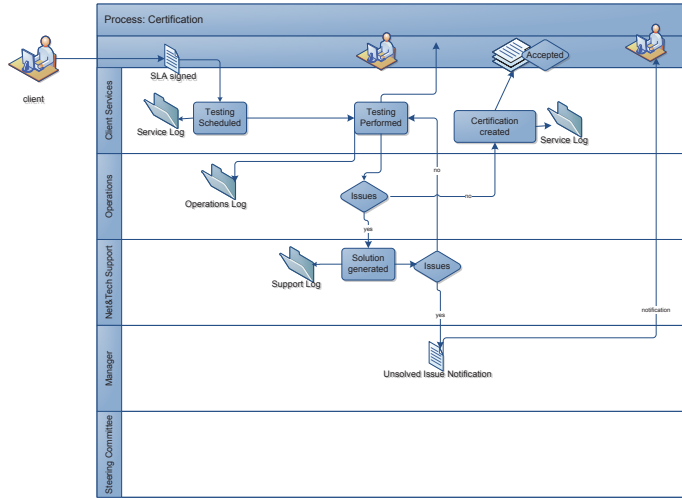 Process: Certification
Accepted
SLA signed
client
Client Services
Testing
Scheduled
Testing
Performed
Certification
created
Service Log
Service Log
no
Operations
Operations Log
Issues
no
yes
Net&Tech Support
Solution
generated
Issues
Support Log
yes
notification
Manager
Unsolved Issue Notification
Steering Committee